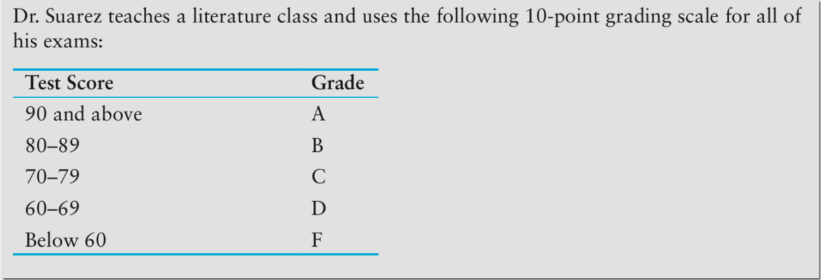 Dr. Suarez teaches a literature class and uses the following 10-point grading scale for all of
his exams:
Test Score Grade
90 and above A
80–89 B
70–79 C
60–69 D
Below 60 F